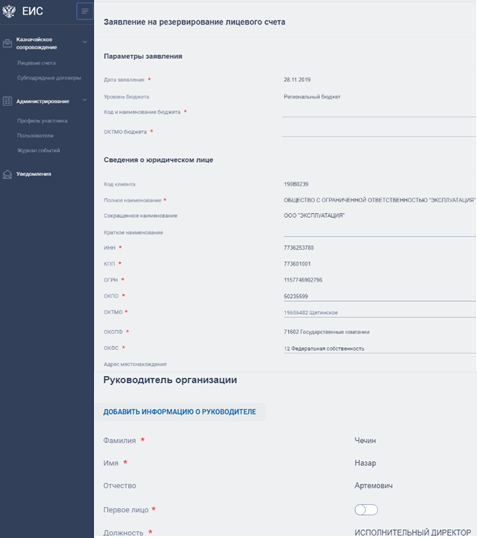 ЕИС
Казначейское
сопровождение
Лицевые счета
Субподрядные договоры
Администрирование
Профиль участника
Пользователи
Журнал событий
Уведомления
Заявление на резервирование лицевого счета
Параметры заявления
Дата заявления * 28.11.2019
Уровень бюджета Региональный бюджет
Код и наименование бюджета *
ОКТМО бюджета *
Сведения о юридическом лице
Код клиента 19080239
Полное наименование * ОБЩЕСТВО С ОГРАНИЧЕННОЙ ОТВЕТСТВЕННОСТЬЮ "ЭКСПЛУАТАЦИЯ"
Сокращенное наименование ООО "ЭКСПЛУАТАЦИЯ"
Краткое наименование
ИНН * 7736253783
КПП * 773601001
ОГРН * 1157746982796
ОКПО * 50235599
ОКТМО * Щетинское
ОКОПФ * Государственные компании
ОКФС * 12 Федеральная собственность
Адрес местонахождения
Руководитель организации
ДОБАВИТЬ ИНФОРМАЦИЮ О РУКОВОДИТЕЛЕ
Фамилия * Чечин
Имя * Назар
Отчество Артемович
Первое лицо *
Должность * ИСПОЛНИТЕЛЬНЫЙ ДИРЕКТОР